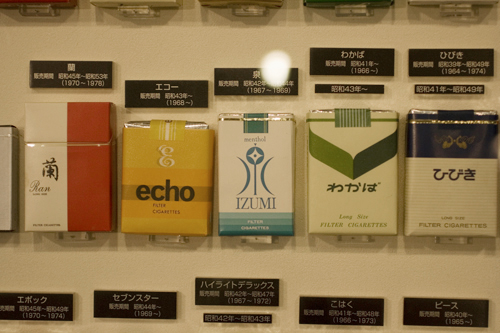 蘭
販売期間 昭和45年~昭和53年
(1970~1978)
エコー
販売期間 昭和43年~
(1968~)
泉
販売期間 昭和42年~昭和44年
(1967~1969)
わかば
販売期間 昭和41年~
(1966~)
昭和43年~
ひびき
販売期間 昭和39年~昭和49年
(1964~1974)
昭和41年~昭和49年
蘭
Ran
FILTER CIGARETTES
echo
FILTER
CIGARETTES
menthol
IZUMI
FILTER
CIGARETTES
わかば
Long Size
FILTER CIGARETTES
ひびき
LONG SIZE
FILTER CIGARETTES
エポック
販売期間 昭和45年~昭和49年
(1970~1974)
セブンスター
販売期間 昭和44年~
(1969~)
ハイライトデラックス
販売期間 昭和42年~昭和47年
(1967~1972)
昭和42年~昭和43年
こはく
販売期間 昭和41年~昭和48年
(1966~1973)
ピース
販売期間 昭和40年~
(1965~)